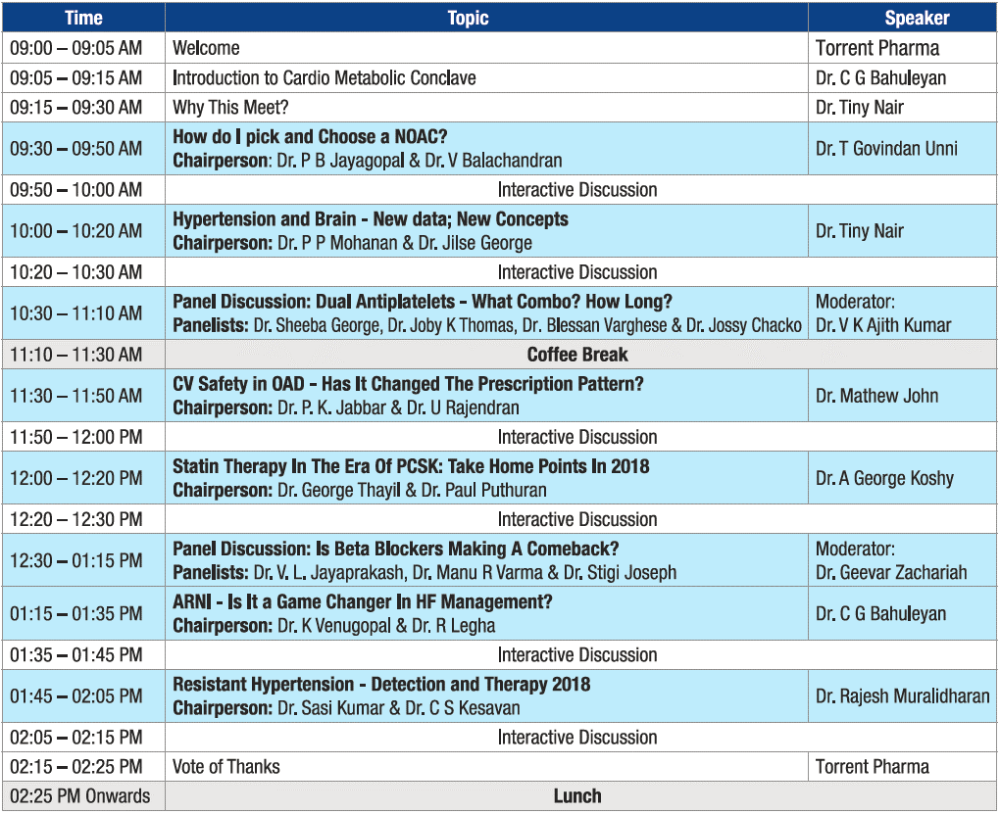 Time Topic Speaker
09:00 – 09:05 AM Welcome Torrent Pharma
09:05 – 09:15 AM Introduction to Cardio Metabolic Conclave Dr. C G Bahuleyan
09:15 – 09:30 AM Why This Meet? Dr. Tiny Nair
09:30 – 09:50 AM How do I pick and Choose a NOAC? Dr. T Govindan Unni
Chairperson: Dr. P B Jayagopal & Dr. V Balachandran
09:50 – 10:00 AM Interactive Discussion
10:00 – 10:20 AM Hypertension and Brain - New data; New Concepts Dr. Tiny Nair
Chairperson: Dr. P P Mohanan & Dr. Jilse George
10:20 – 10:30 AM Interactive Discussion
10:30 – 11:10 AM Panel Discussion: Dual Antiplatelets - What Combo? How Long? Moderator:
Panelists: Dr. Sheeba George, Dr. Joby K Thomas, Dr. Blessan Varghese & Dr. Jossy Chacko Dr. V K Ajith Kumar
11:10 – 11:30 AM Coffee Break
11:30 – 11:50 AM CV Safety in OAD - Has It Changed The Prescription Pattern? Dr. Mathew John
Chairperson: Dr. P. K. Jabbar & Dr. U Rajendran
11:50 – 12:00 PM Interactive Discussion
12:00 – 12:20 PM Statin Therapy In The Era Of PCSK: Take Home Points In 2018 Dr. A George Koshy
Chairperson: Dr. George Thayil & Dr. Paul Puthuran
12:20 – 12:30 PM Interactive Discussion
12:30 – 01:15 PM Panel Discussion: Is Beta Blockers Making A Comeback? Moderator:
Panelists: Dr. V. L. Jayaprakash, Dr. Manu R Varma & Dr. Stigi Joseph Dr. Geevar Zachariah
01:15 – 01:35 PM ARNI - Is It a Game Changer In HF Management? Dr. C G Bahuleyan
Chairperson: Dr. K Venugopal & Dr. R Legha
01:35 – 01:45 PM Interactive Discussion
01:45 – 02:05 PM Resistant Hypertension - Detection and Therapy 2018 Dr. Rajesh Muralidharan
Chairperson: Dr. Sasi Kumar & Dr. C S Kesavan
02:05 – 02:15 PM Interactive Discussion
02:15 – 02:25 PM Vote of Thanks Torrent Pharma
02:25 PM Onwards Lunch